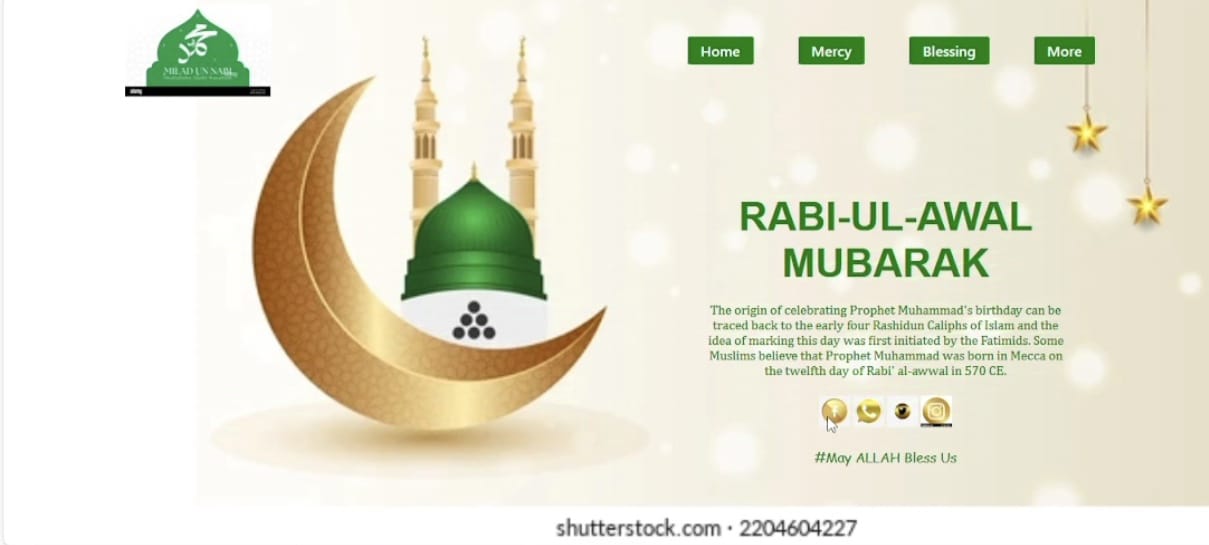 محمد
MILAD UN NABI
Home
Mercy
Blessing
More
RABI-UL-AWAL
MUBARAK
The origin of celebrating Prophet Muhammad's birthday can be
traced back to the early four Rashidun Caliphs of Islam and the
idea of marking this day was first initiated by the Fatimids. Some
Muslims believe that Prophet Muhammad was born in Mecca on
the twelfth day of Rabi' al-awwal in 570 CE.
#May ALLAH Bless Us
shutterstock.com · 2204604227